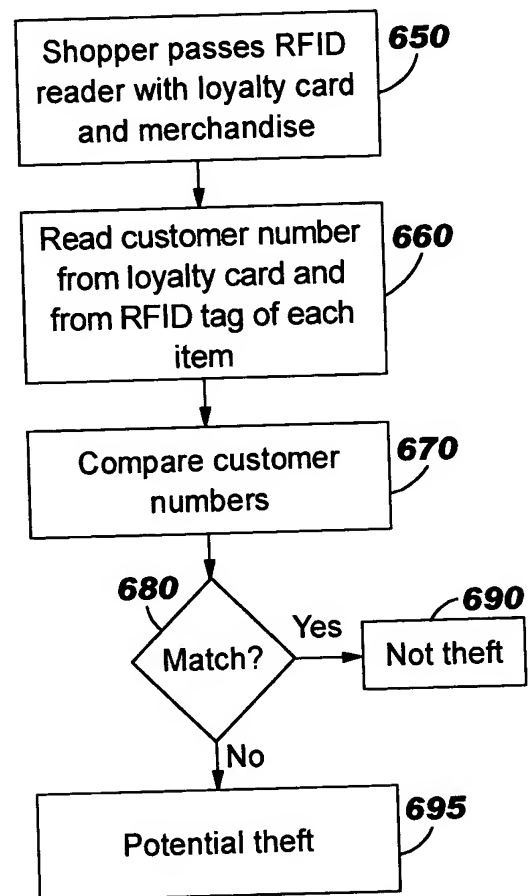 Shopper passes RFID
reader with loyalty card
and merchandise
650
Read customer number
from loyalty card and
from RFID tag of each
item
660
Compare customer
numbers
670
680
Match?
Yes
690
Not theft
No
Potential theft
695